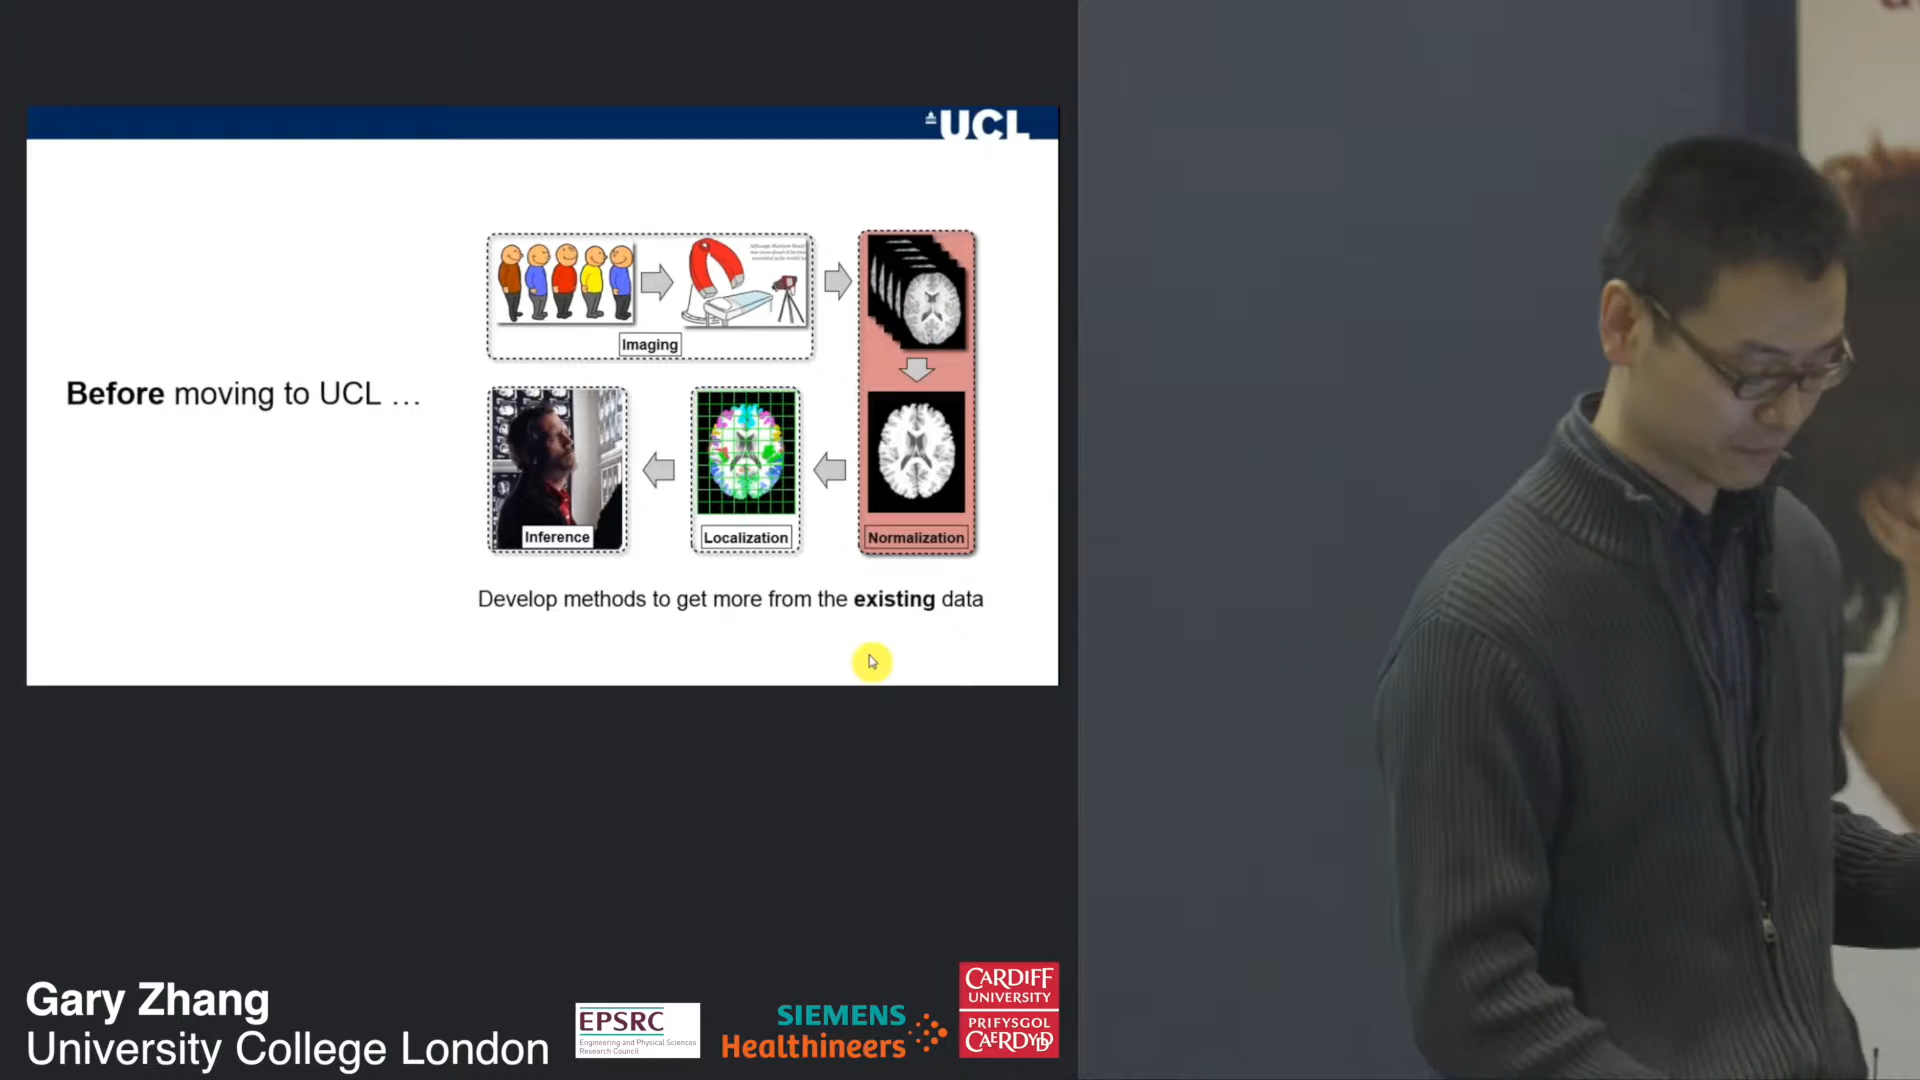 UCL
Before moving to UCL …
Imaging
Inference
Localization
Normalization
Develop methods to get more from the existing data
Gary Zhang
University College London
EPSRC
Engineering and Physical Sciences
Research Council
SIEMENS
Healthineers
CARDIFF
UNIVERSITY
PRIFYSGOL
CAERDYDD